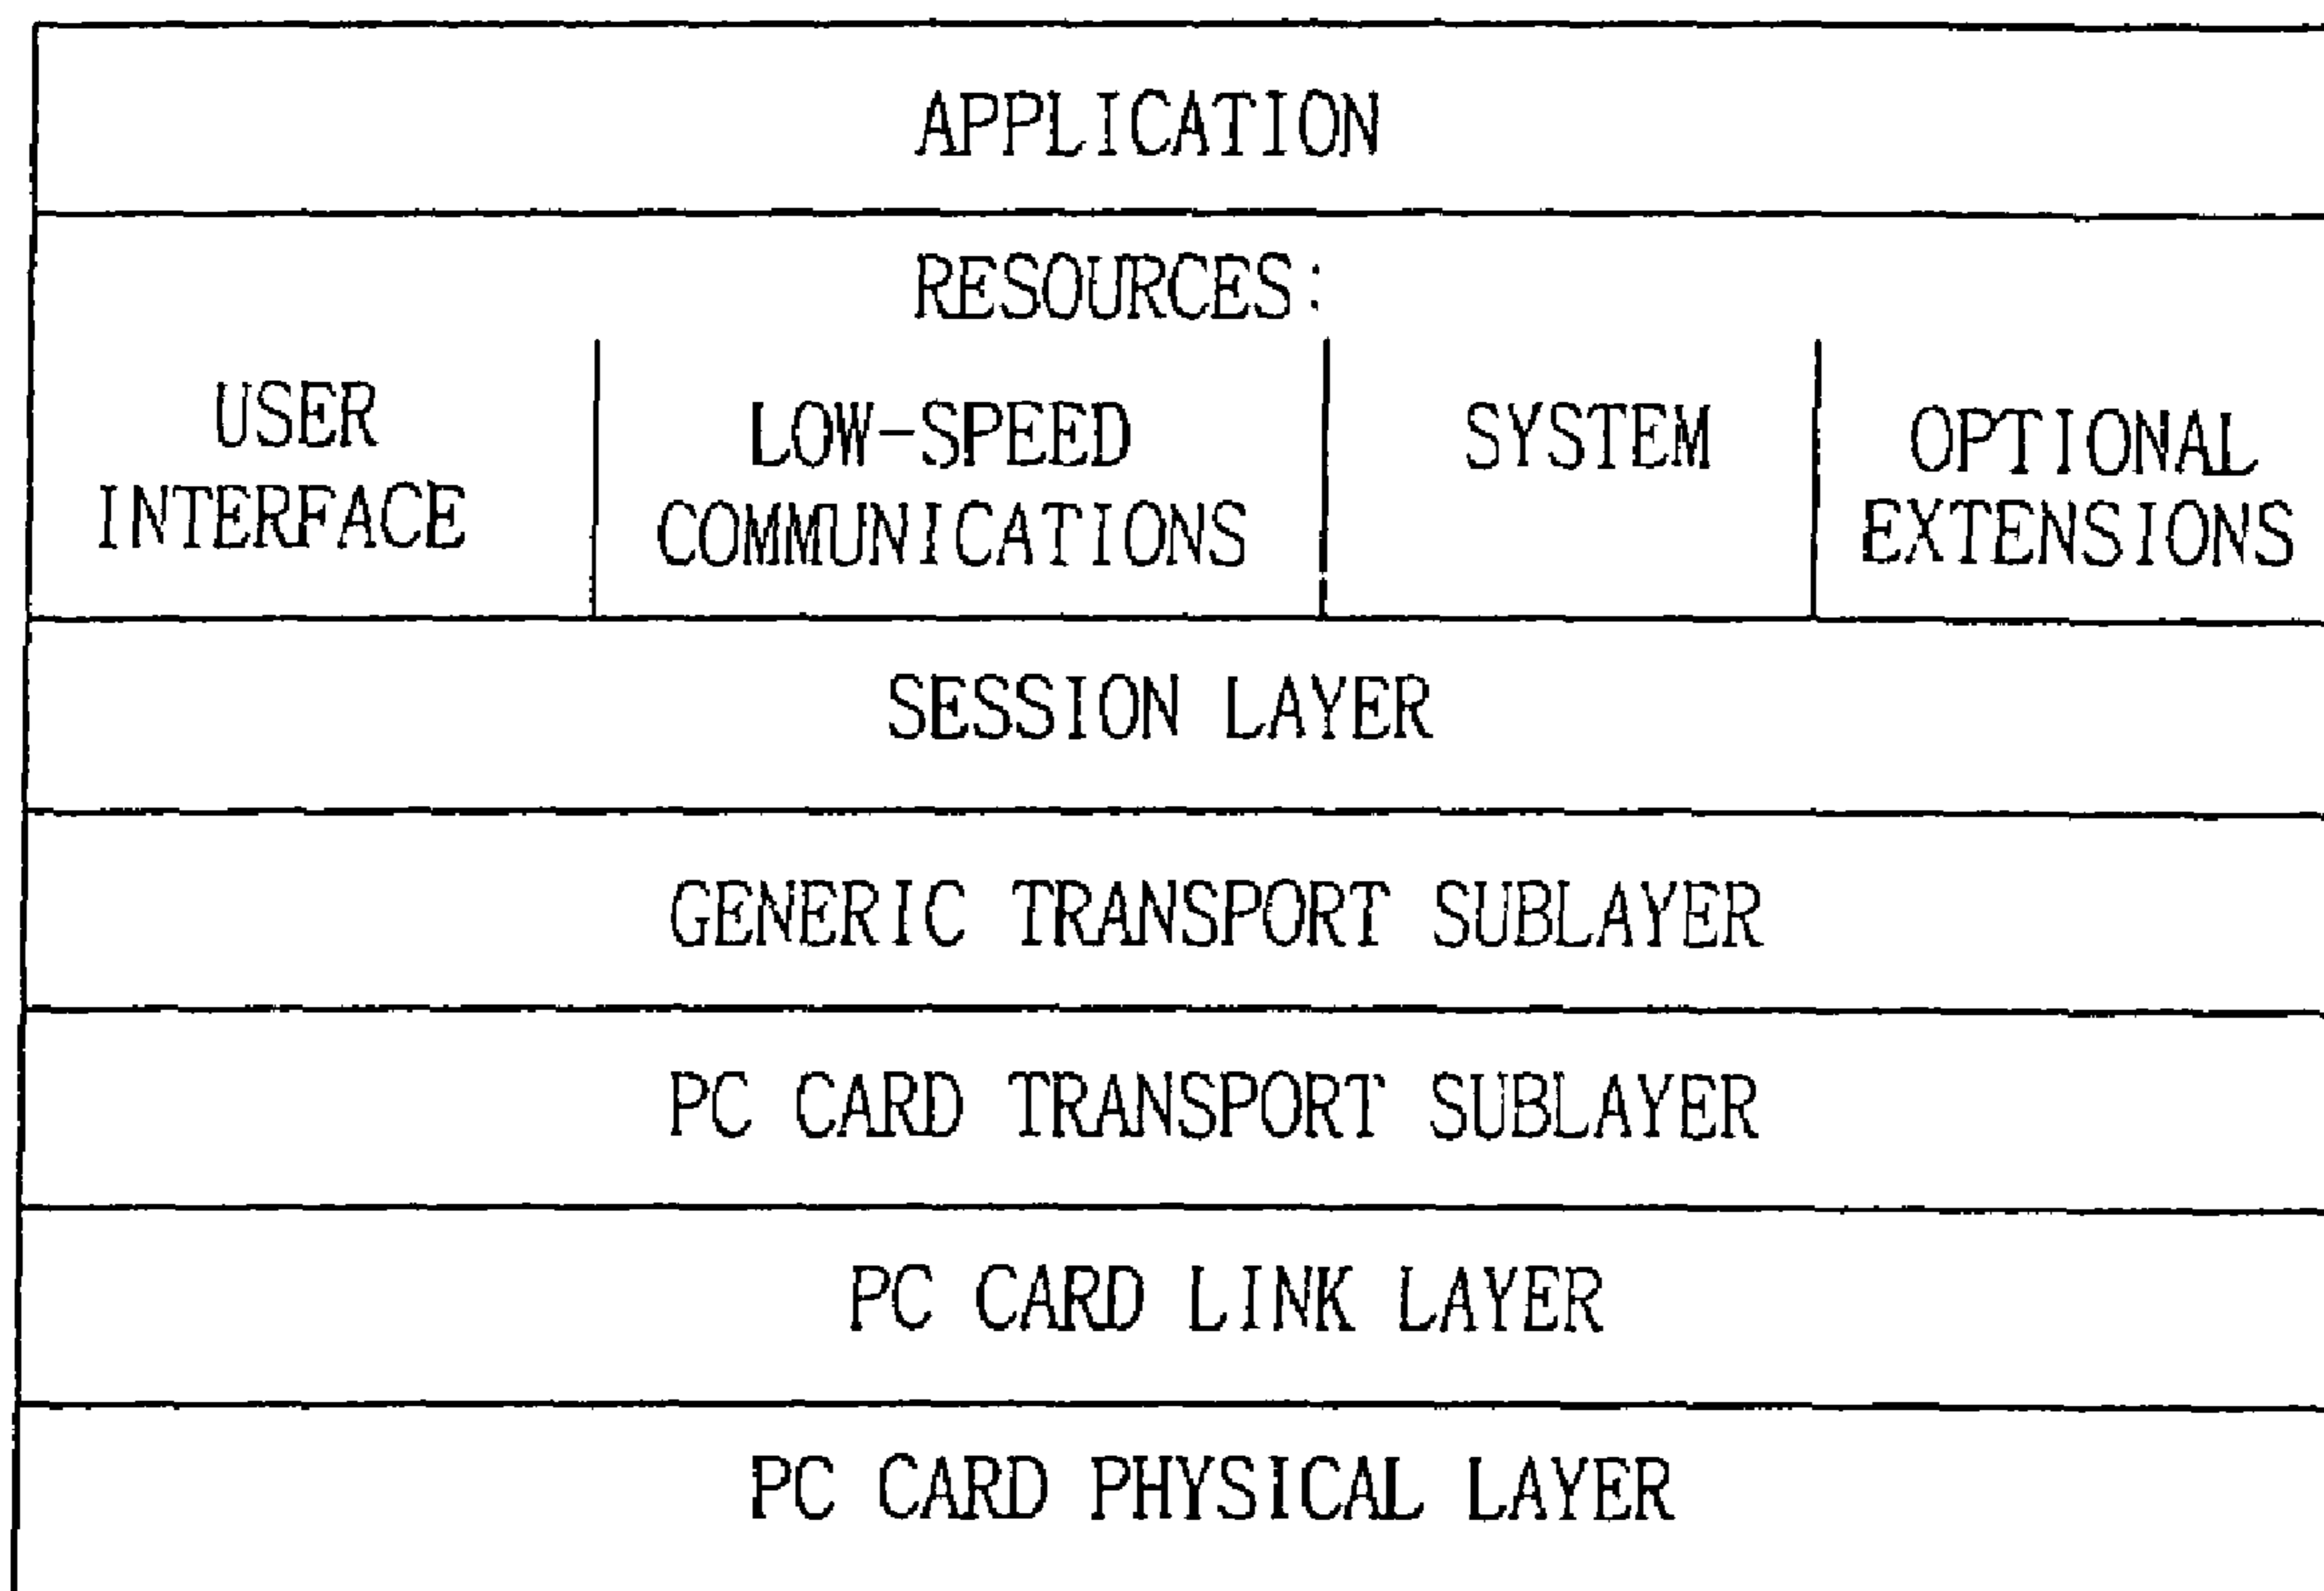 APPLICATION
RESOURCES:
USER
INTERFACE
LOW-SPEED
COMMUNICATIONS
SYSTEM
OPTIONAL
EXTENSIONS
SESSION LAYER
GENERIC TRANSPORT SUBLAYER
PC CARD TRANSPORT SUBLAYER
PC CARD LINK LAYER
PC CARD PHYSICAL LAYER